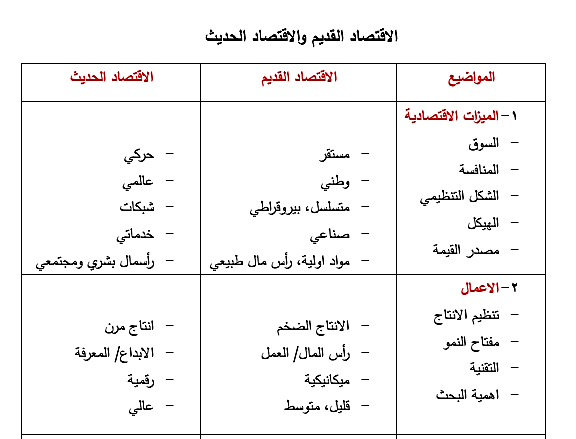 الاقتصاد القديم والاقتصاد الحديث
المواضيع الاقتصاد القديم الاقتصاد الحديث
١- الميزات الاقتصادية
- السوق - مستقر - حركي
- المنافسة - وطني - عالمي
- الشكل التنظيمي - متسلسل، بيروقراطي - شبكات
- الهيكل - صناعي - خدماتي
- مصدر القيمة - مواد اولية، رأس مال طبيعي - رأسمال بشري ومجتمعي
٢- الاعمال
- تنظيم الانتاج - الانتاج الضخم - انتاج مرن
- مفتاح النمو - رأس المال/ العمل - الابداع/ المعرفة
- التقنية - ميكانيكية - رقمية
- اهمية البحث - قليل، متوسط - عالي